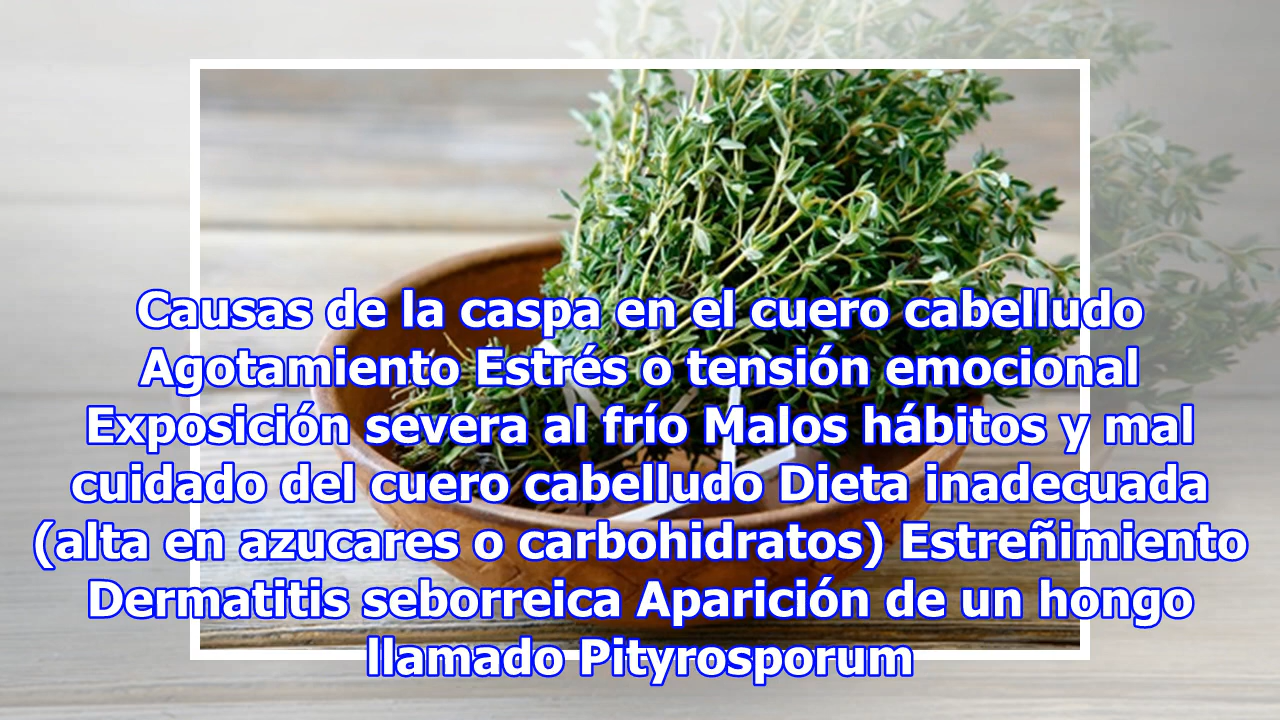 Causas de la caspa en el cuero cabelludo
Agotamiento Estrés o tensión emocional
Exposición severa al frío Malos hábitos y mal
cuidado del cuero cabelludo Dieta inadecuada
(alta en azucares o carbohidratos) Estreñimiento
Dermatitis seborreica Aparición de un hongo
llamado Pityrosporum